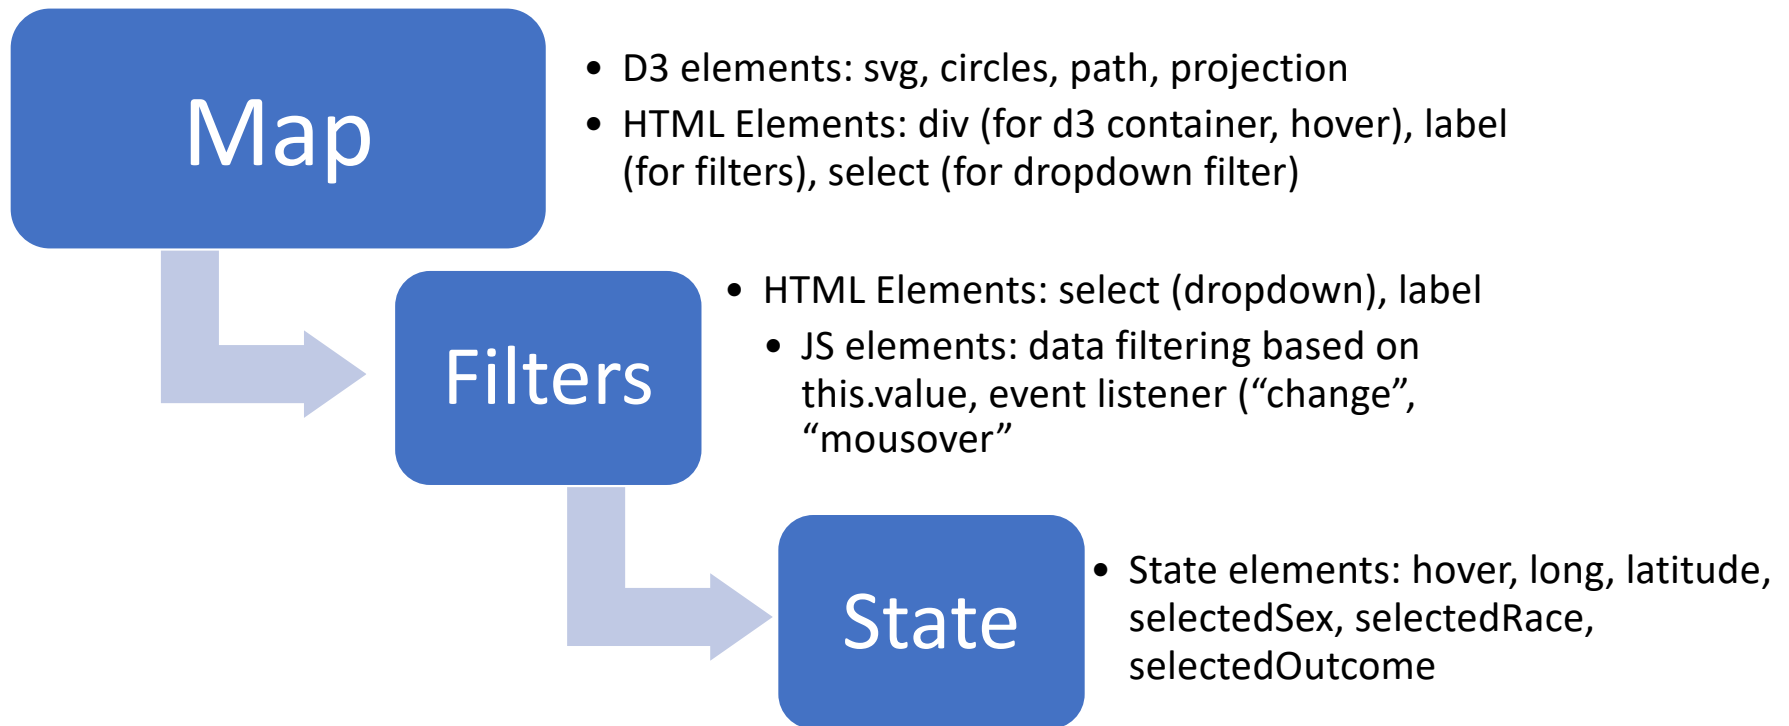 Map
• D3 elements: svg, circles, path, projection
• HTML Elements: div (for d3 container, hover), label
(for filters), select (for dropdown filter)
Filters
• HTML Elements: select (dropdown), label
• JS elements: data filtering based on
this.value, event listener (“change”,
“mousover”
State
• State elements: hover, long, latitude,
selectedSex, selectedRace,
selectedOutcome